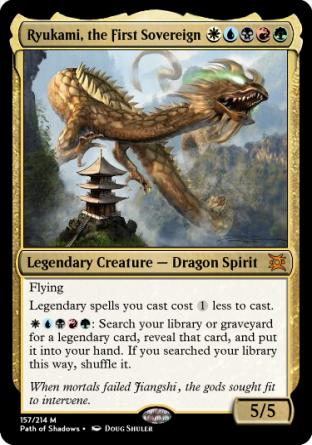 Ryukami, the First Sovereign
Legendary Creature — Dragon Spirit
Flying
Legendary spells you cast cost 1 less to cast.
: Search your library or graveyard
for a legendary card, reveal that card, and put
it into your hand. If you searched your library
this way, shuffle it.
When mortals failed Jiangshi, the gods sought fit
to intervene.
5/5
157/214 M
Path of Shadows • Doug Shuler